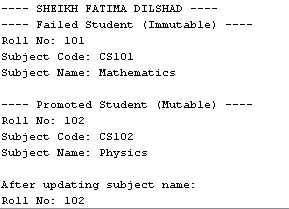 ---- SHEIKH FATIMA DILSHAD ----
---- Failed Student (Immutable) ----
Roll No: 101
Subject Code: CS101
Subject Name: Mathematics

---- Promoted Student (Mutable) ----
Roll No: 102
Subject Code: CS102
Subject Name: Physics

After updating subject name:
Roll No: 102